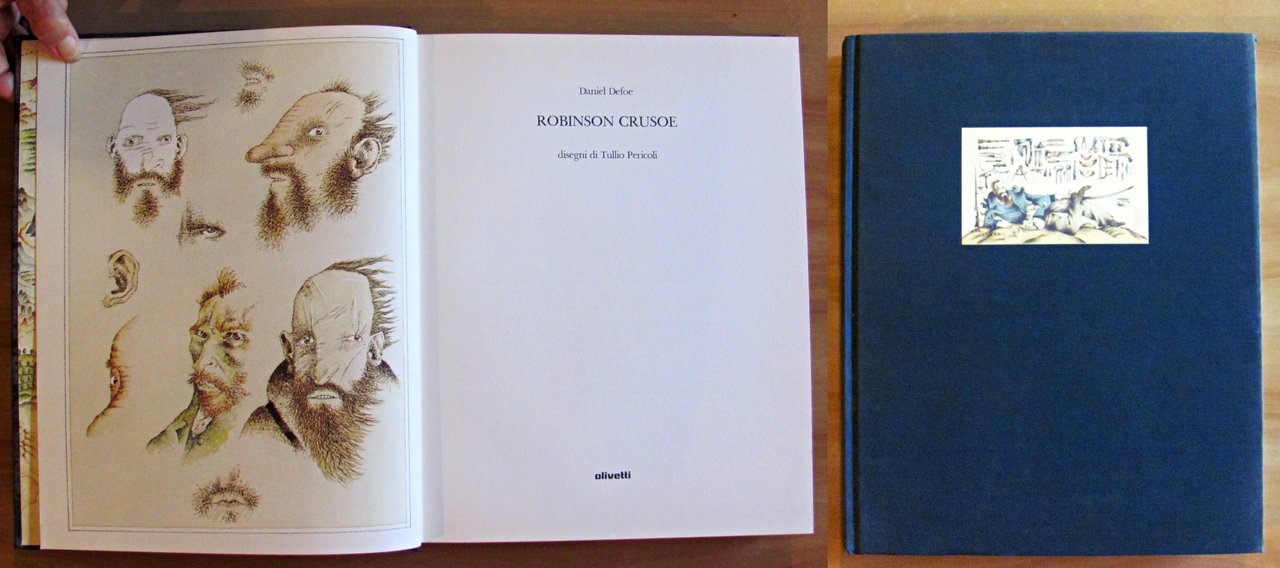 Daniel Defoe
ROBINSON CRUSOE
disegni di Tullio Pericoli
olivetti